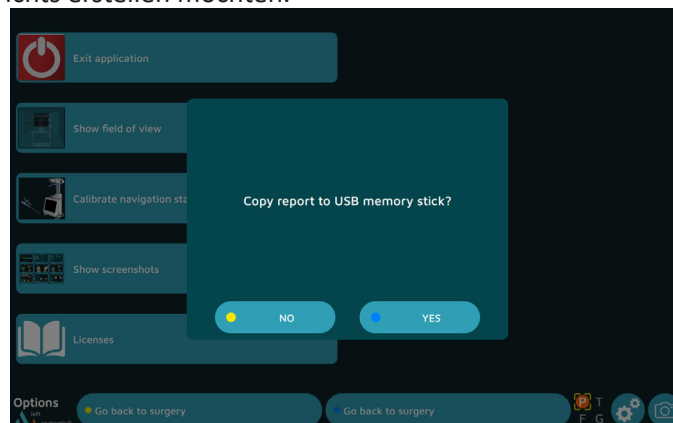 Exit application
Show field of view
Calibrate navigation sta
Copy report to USB memory stick?
Show screenshots
NO
YES
Licenses
Options
left
Go back to surgery
Go back to surgery
P T
F G